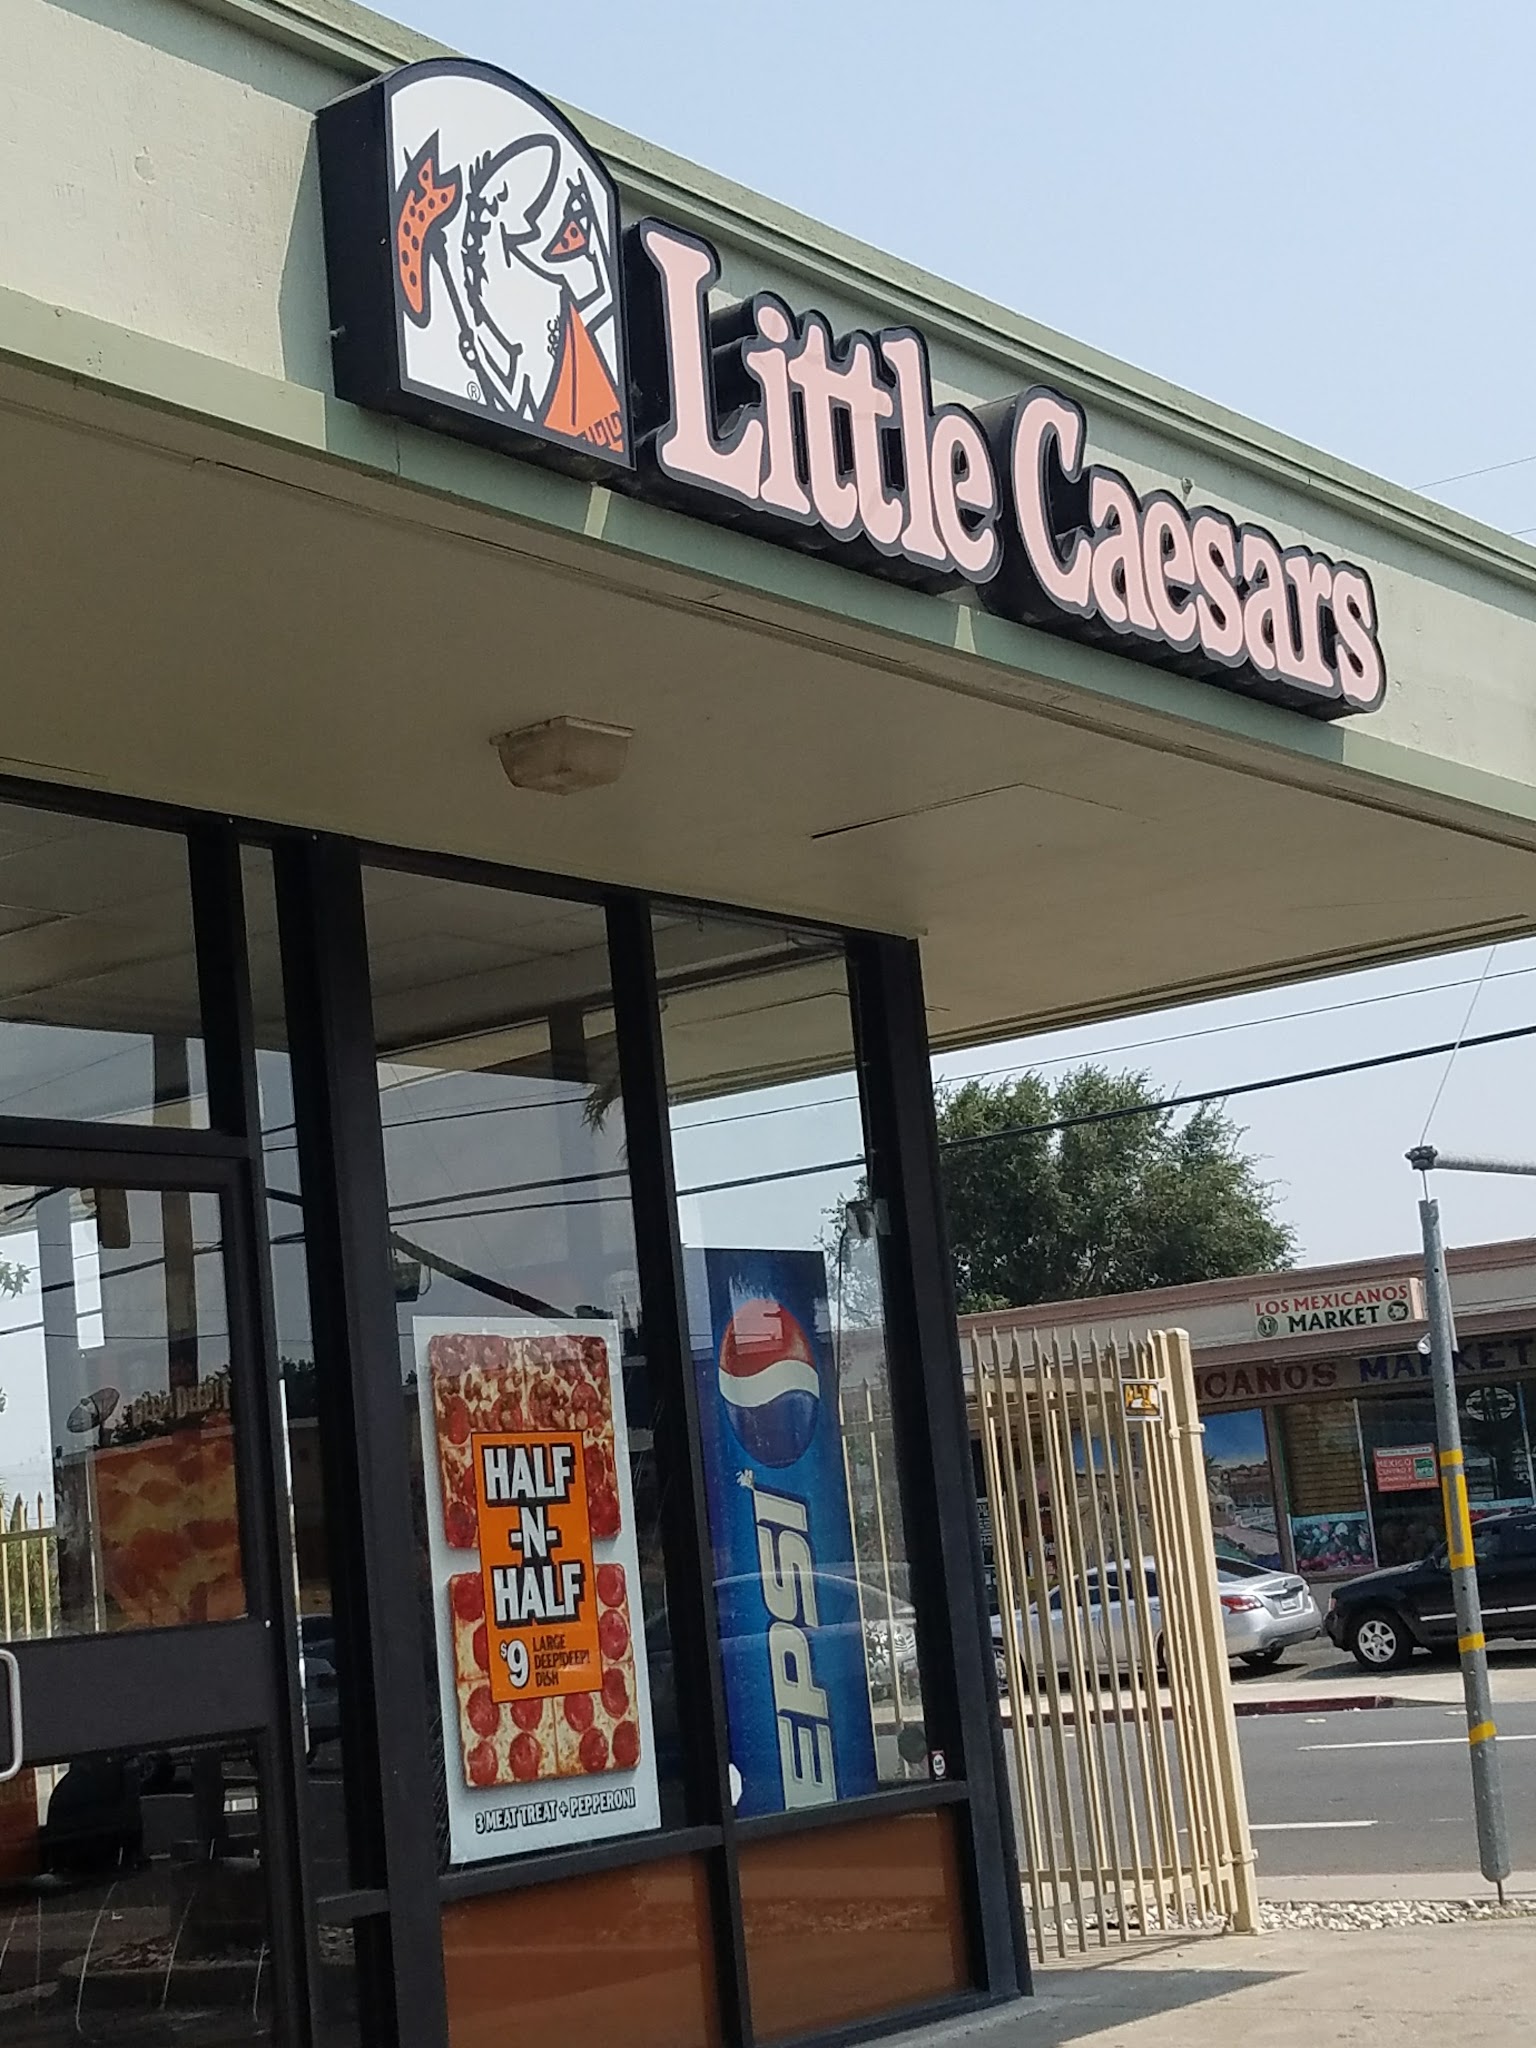 Little Caesars
HALF
-N-
HALF
$9 LARGE
DEEP!DEEP!
DISH
3 MEAT TREAT + PEPPERONI
EPSI
LOS MEXICANOS
MARKET
ICANOS MARKET
MEXICO